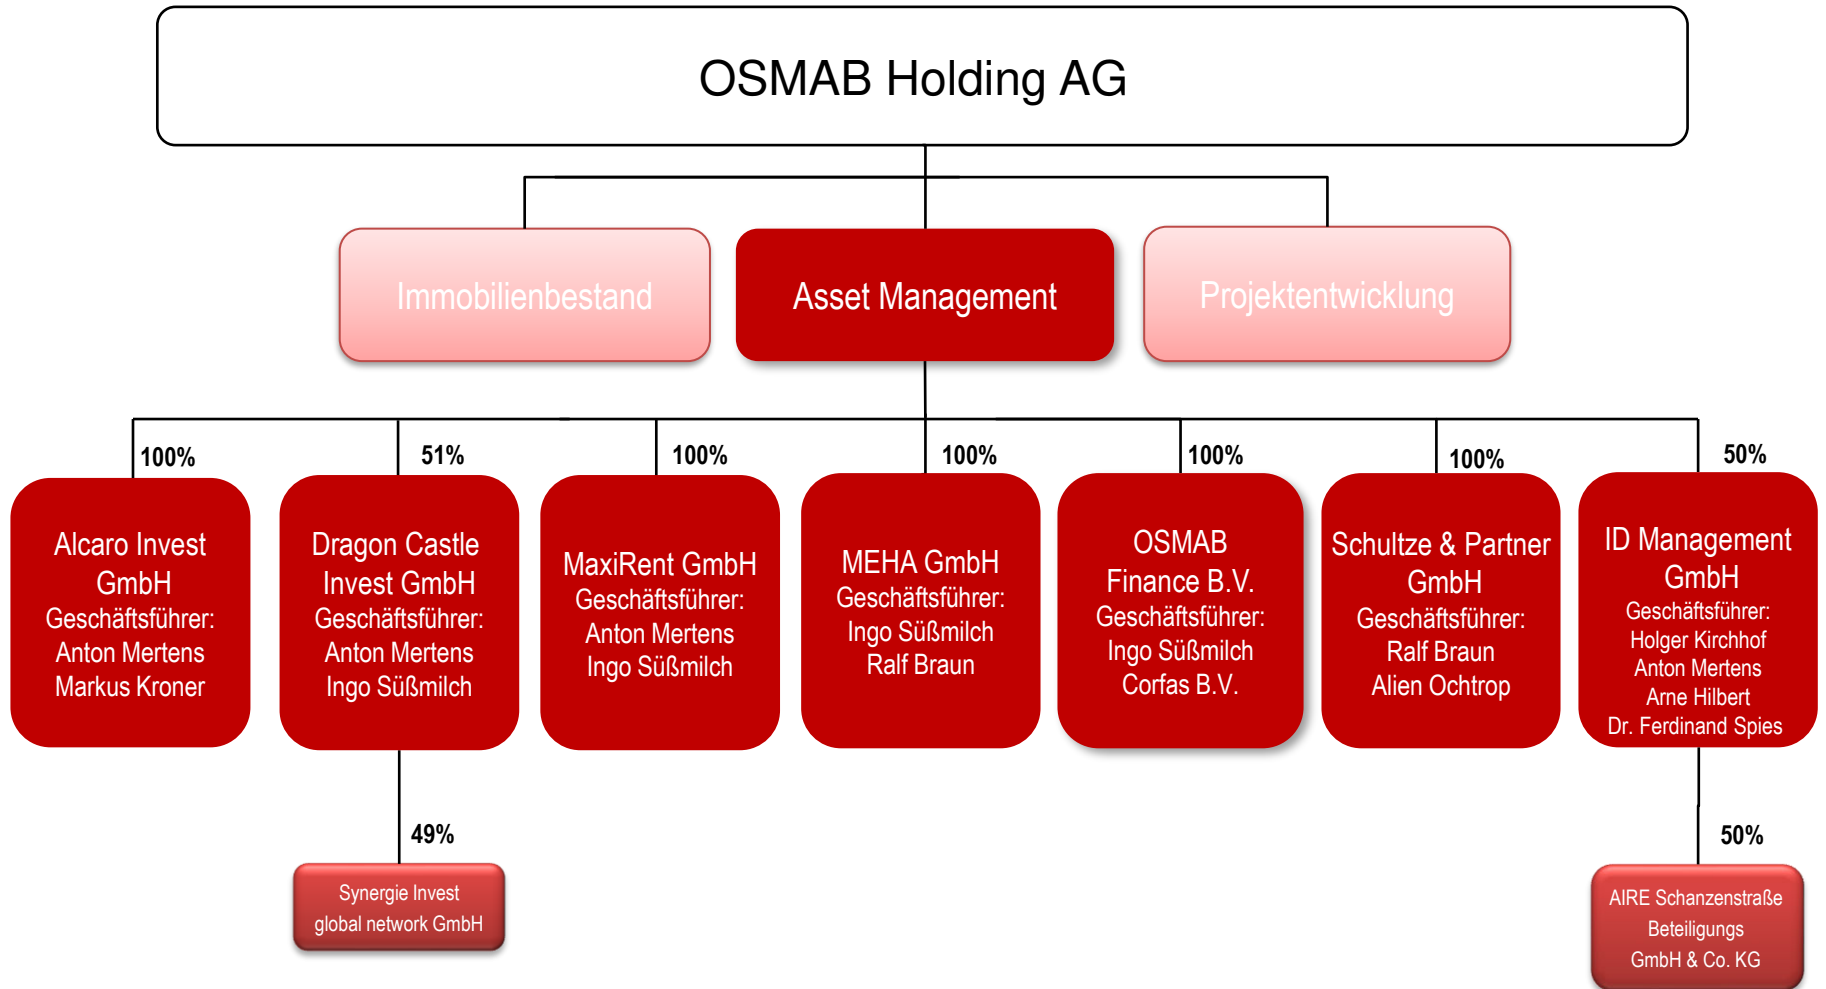 OSMAB Holding AG
Immobilienbestand
Asset Management
Projektentwicklung
100%
51%
100%
100%
100%
100%
50%
Alcaro Invest
GmbH
Geschäftsführer:
Anton Mertens
Markus Kroner
Dragon Castle
Invest GmbH
Geschäftsführer:
Anton Mertens
Ingo Süßmilch
MaxiRent GmbH
Geschäftsführer:
Anton Mertens
Ingo Süßmilch
MEHA GmbH
Geschäftsführer:
Ingo Süßmilch
Ralf Braun
OSMAB
Finance B.V.
Geschäftsführer:
Ingo Süßmilch
Corfas B.V.
Schultze & Partner
GmbH
Geschäftsführer:
Ralf Braun
Alien Ochtrop
ID Management
GmbH
Geschäftsführer:
Holger Kirchhof
Anton Mertens
Arne Hilbert
Dr. Ferdinand Spies
49%
50%
Synergie Invest
global network GmbH
AIRE Schanzenstraße
Beteiligungs
GmbH & Co. KG